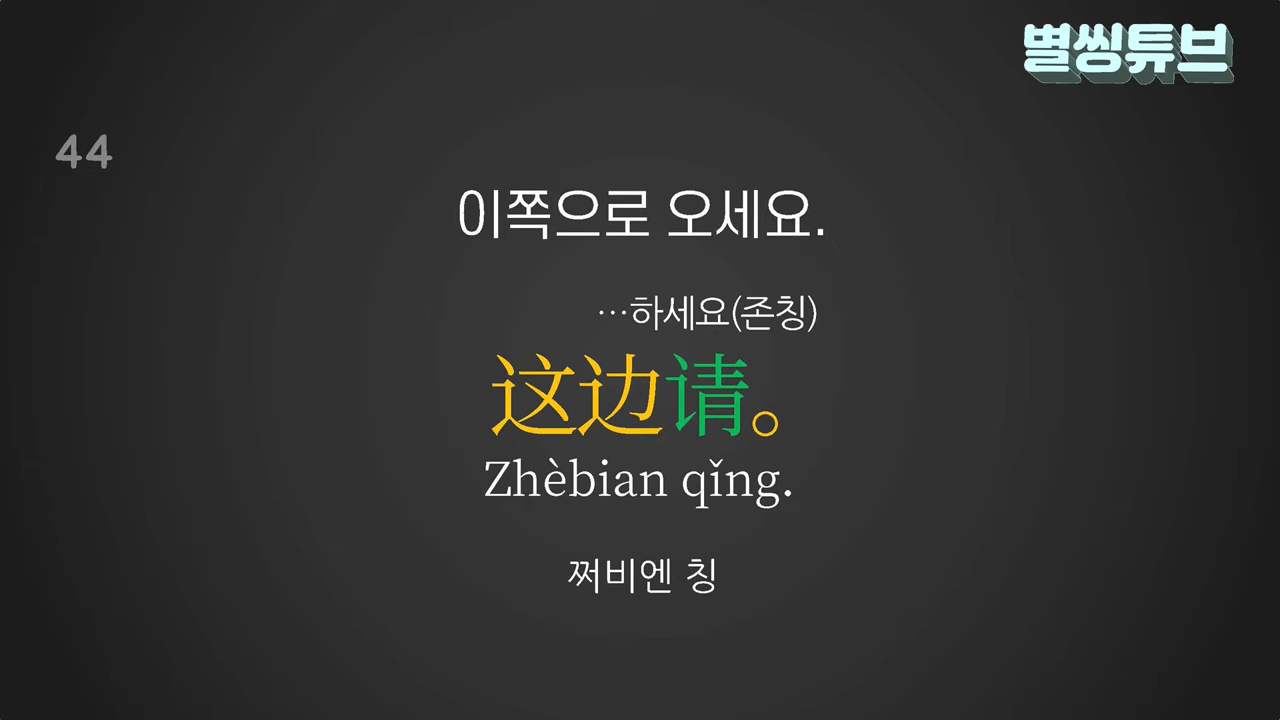 별씽튜브
44
이쪽으로 오세요.
…하세요(존칭)
这边请。
Zhèbian qǐng.
쩌비엔 칭